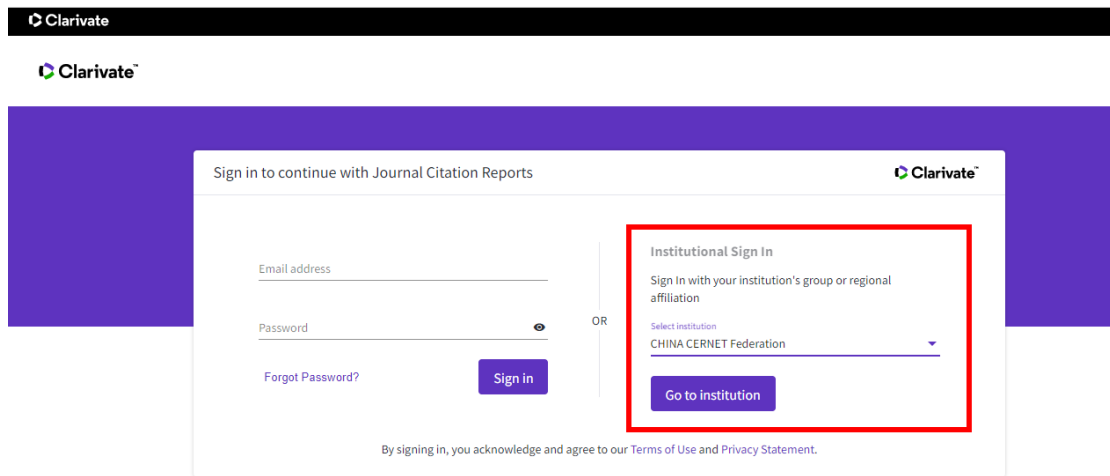 Clarivate
Clarivate™
Sign in to continue with Journal Citation Reports
Clarivate™
Email address
Password
Forgot Password?
Sign in
OR
Institutional Sign In
Sign In with your institution's group or regional
affiliation
Select institution
CHINA CERNET Federation
Go to institution
By signing in, you acknowledge and agree to our Terms of Use and Privacy Statement.